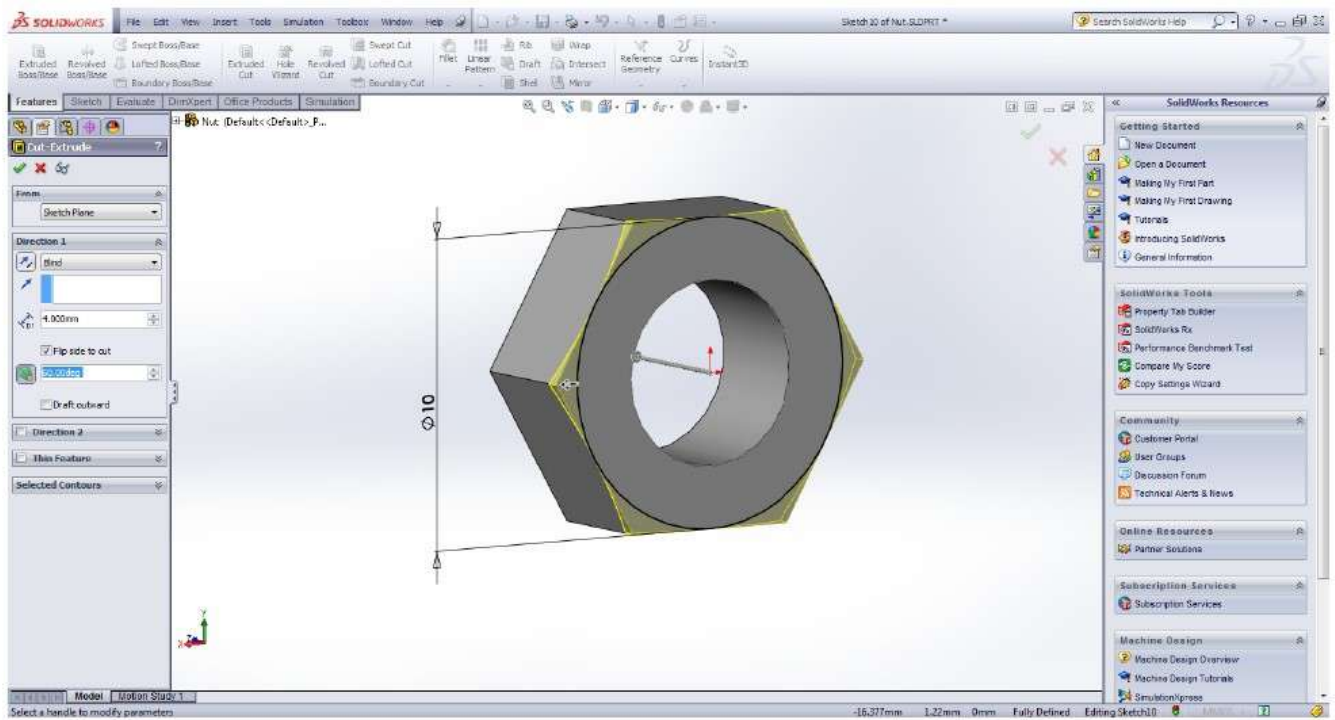 SOLIDWORKS File Edit View Insert Tools Simulation Toolbox Window Help
Sketch10 of Nut.SLDPRT *
Search SolidWorks Help
Extruded Boss/Base
Revolved Boss/Base
Swept Boss/Base
Lofted Boss/Base
Boundary Boss/Base
Extruded Cut
Hole Wizard
Revolved Cut
Swept Cut
Lofted Cut
Boundary Cut
Fillet
Linear Pattern
Rib
Draft
Shell
Wrap
Intersect
Mirror
Reference Geometry
Curves
Instant3D
Features Sketch Evaluate DimXpert Office Products Simulation
Nut (Default<<Default>_P...
Cut-Extrude ?
From
Sketch Plane
Direction 1
Blind
4.000mm
Flip side to cut
60.00deg
Draft outward
Direction 2
Thin Feature
Selected Contours
Ø10
Y
X
Z
SolidWorks Resources
Getting Started
New Document
Open a Document
Making My First Part
Making My First Drawing
Tutorials
Introducing SolidWorks
General Information
SolidWorks Tools
Property Tab Builder
SolidWorks Rx
Performance Benchmark Test
Compare My Score
Copy Settings Wizard
Community
Customer Portal
User Groups
Discussion Forum
Technical Alerts & News
Online Resources
Partner Solutions
Subscription Services
Subscription Services
Machine Design
Machine Design Overview
Machine Design Tutorials
SimulationXpress
Model Motion Study 1
Select a handle to modify parameters
-16.377mm 1.22mm 0mm Fully Defined Editing Sketch10